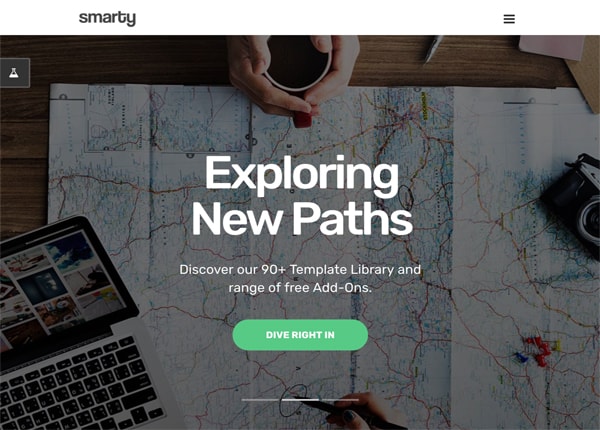 smarty
Exploring
New Paths
Discover our 90+ Template Library and
range of free Add-Ons.
DIVE RIGHT IN